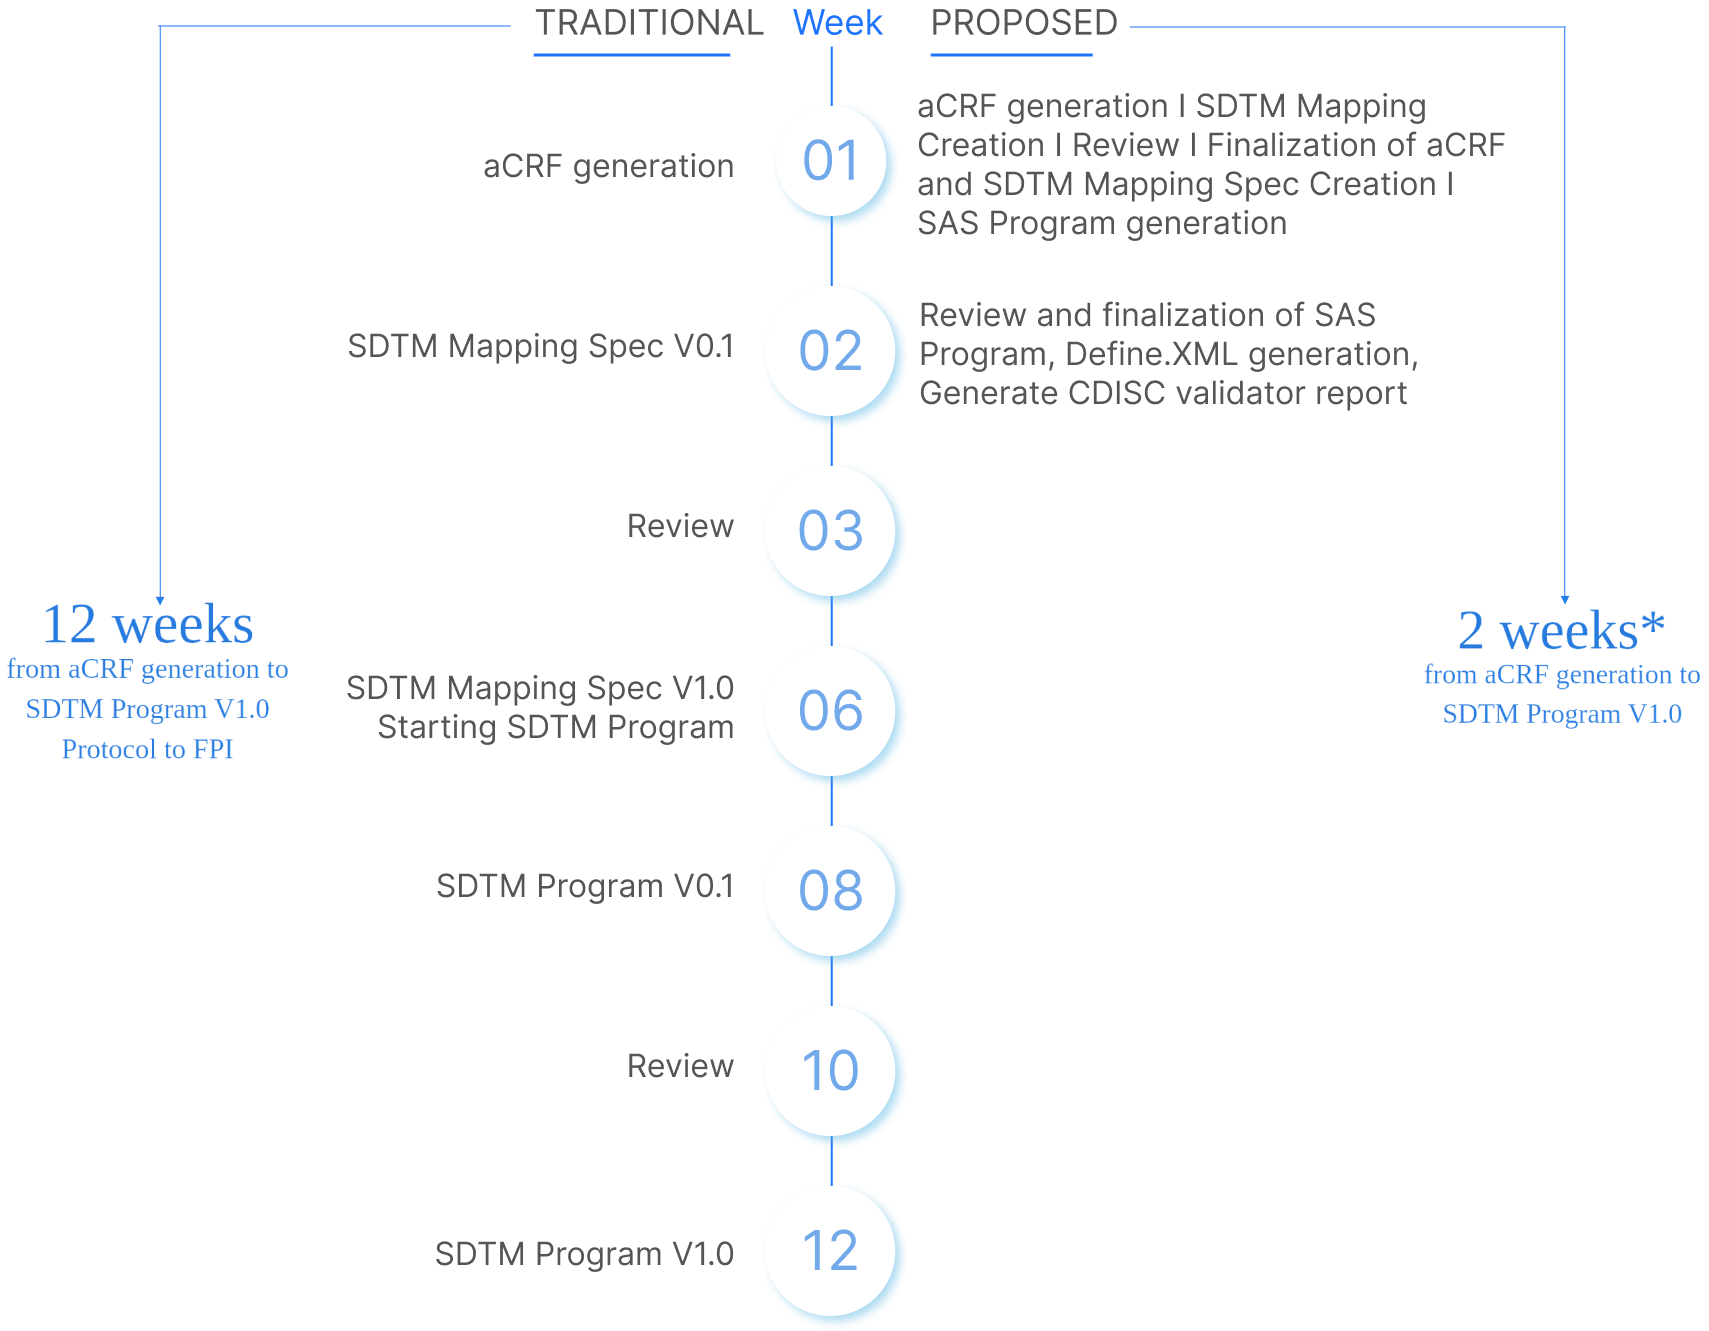 TRADITIONAL Week PROPOSED
aCRF generation
01
aCRF generation I SDTM Mapping
Creation I Review I Finalization of aCRF
and SDTM Mapping Spec Creation I
SAS Program generation
SDTM Mapping Spec V0.1
02
Review and finalization of SAS
Program, Define.XML generation,
Generate CDISC validator report
Review
03
12 weeks
from aCRF generation to
SDTM Program V1.0
Protocol to FPI
2 weeks*
from aCRF generation to
SDTM Program V1.0
SDTM Mapping Spec V1.0
Starting SDTM Program
06
SDTM Program V0.1
08
Review
10
SDTM Program V1.0
12